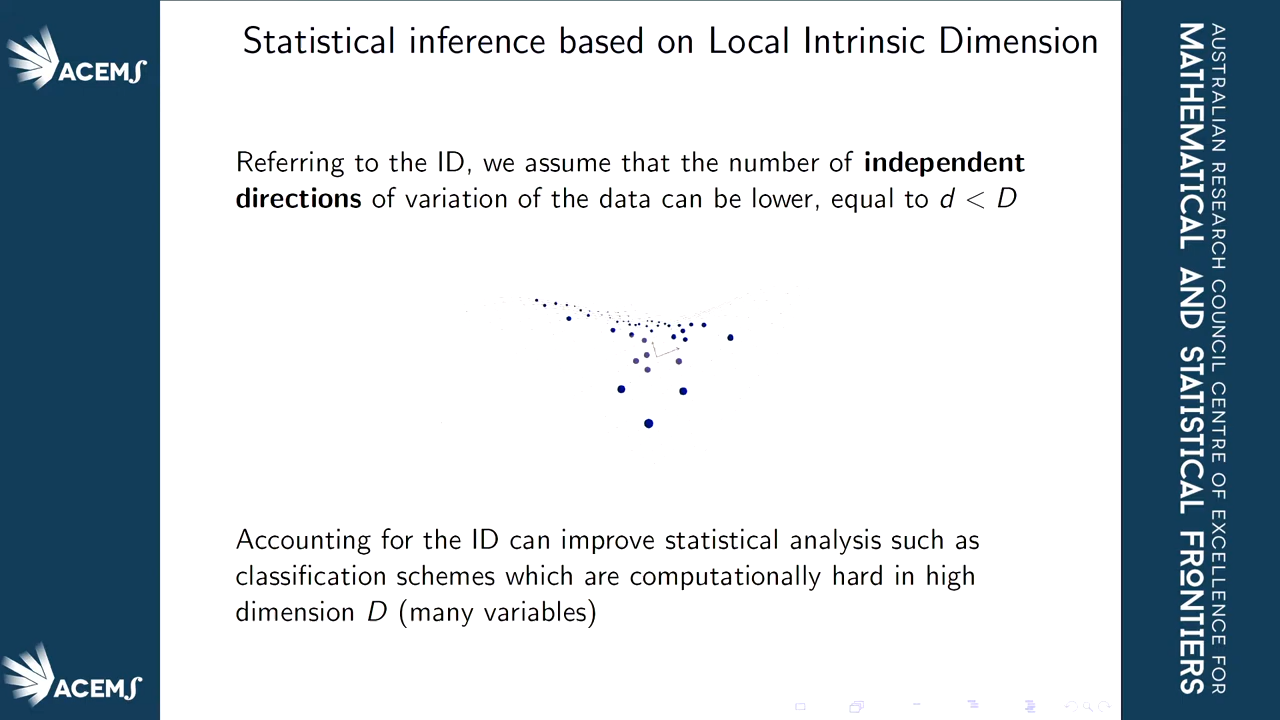 Statistical inference based on Local Intrinsic Dimension
Referring to the ID, we assume that the number of independent
directions of variation of the data can be lower, equal to d < D
Accounting for the ID can improve statistical analysis such as
classification schemes which are computationally hard in high
dimension D (many variables)
ACEMS
ACEMS
AUSTRALIAN RESEARCH COUNCIL CENTRE OF EXCELLENCE FOR
MATHEMATICAL AND STATISTICAL FRONTIERS